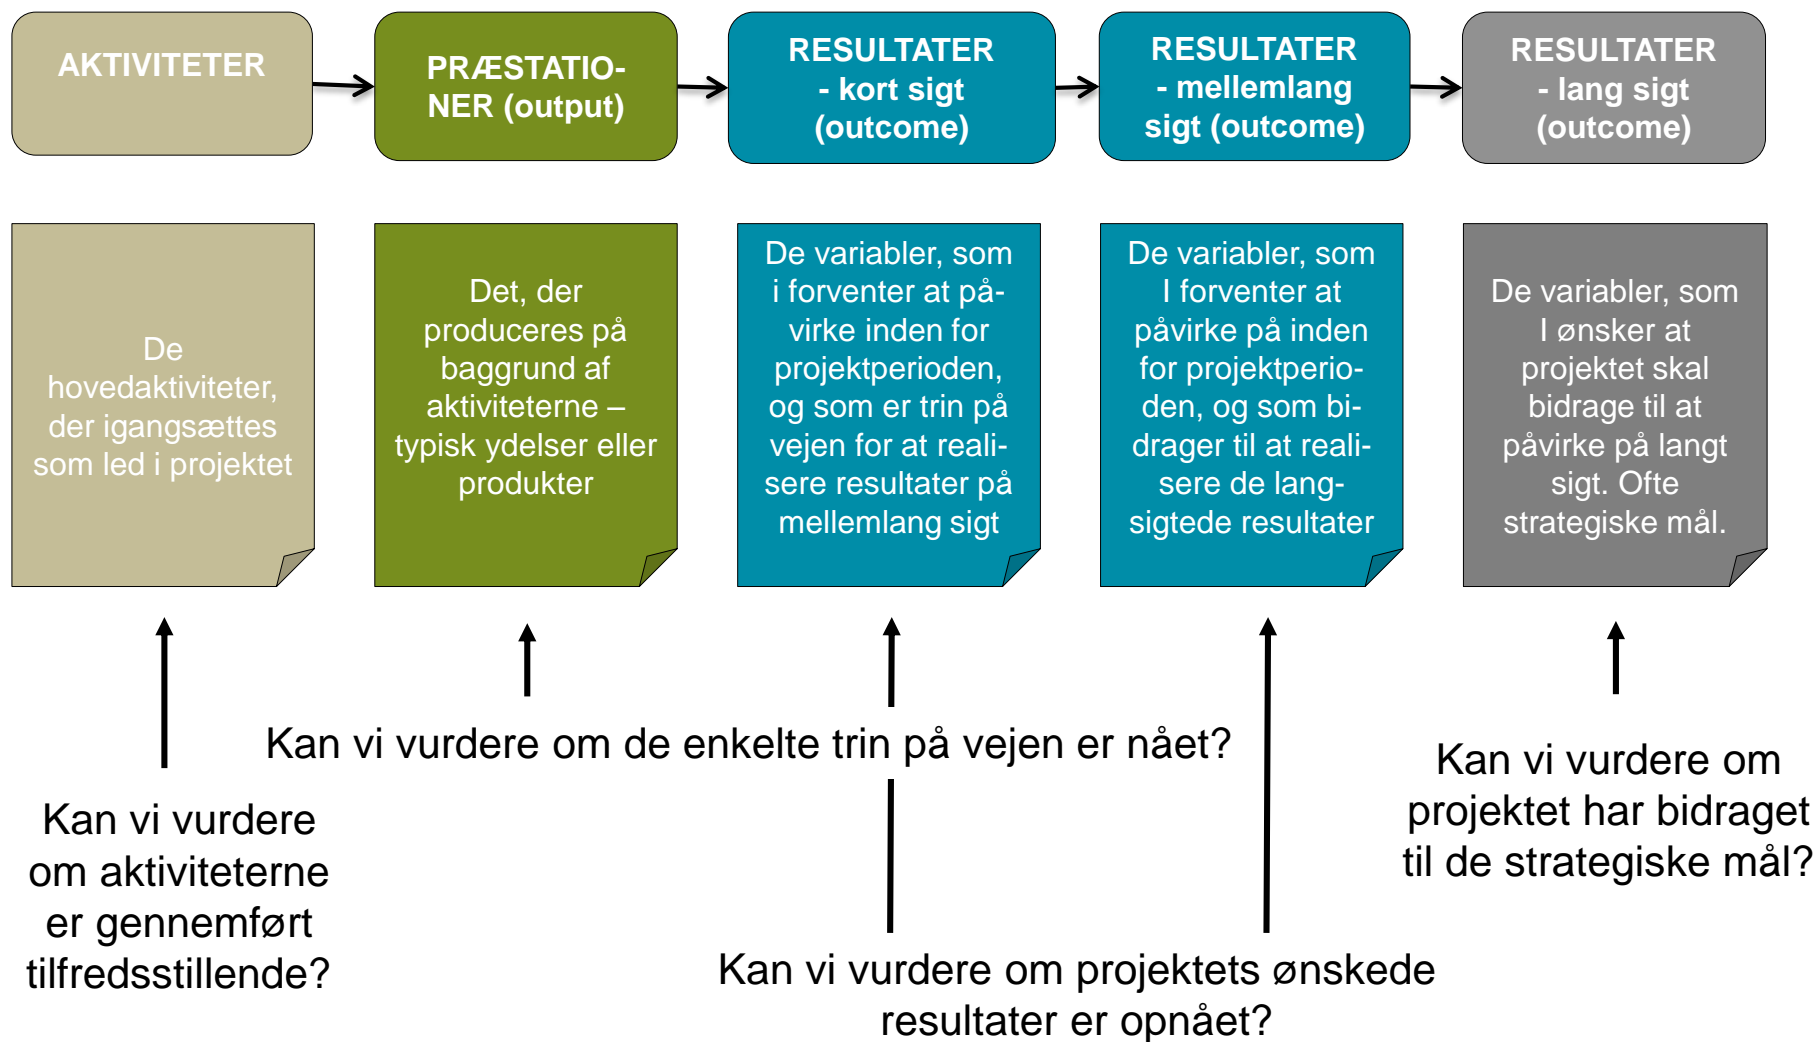 AKTIVITETER
PRÆSTATIO-
NER (output)
RESULTATER
- kort sigt
(outcome)
RESULTATER
- mellemlang
sigt (outcome)
RESULTATER
- lang sigt
(outcome)
De
hovedaktiviteter,
der igangsættes
som led i projektet
Det, der
produceres på
baggrund af
aktiviteterne –
typisk ydelser eller
produkter
De variabler, som
i forventer at på-
virke inden for
projektperioden,
og som er trin på
vejen for at reali-
sere resultater på
mellemlang sigt
De variabler, som
I forventer at
påvirke på inden
for projektperio-
den, og som bi-
drager til at reali-
sere de lang-
sigtede resultater
De variabler, som
I ønsker at
projektet skal
bidrage til at
påvirke på langt
sigt. Ofte
strategiske mål.
Kan vi vurdere om de enkelte trin på vejen er nået?
Kan vi vurdere
om aktiviteterne
er gennemført
tilfredsstillende?
Kan vi vurdere om projektets ønskede
resultater er opnået?
Kan vi vurdere om
projektet har bidraget
til de strategiske mål?